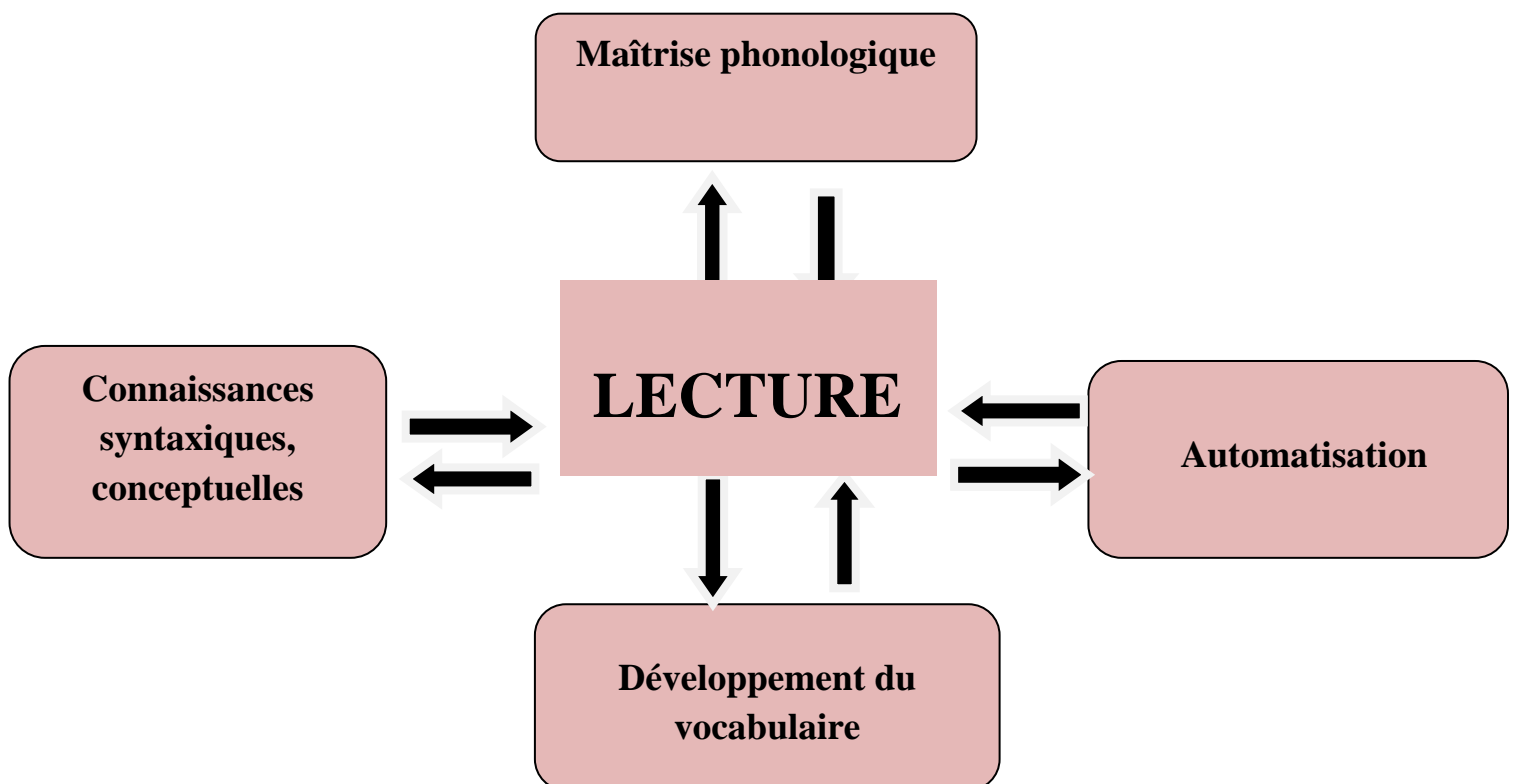 Maîtrise phonologique
Connaissances
syntaxiques,
conceptuelles
LECTURE
Automatisation
Développement du
vocabulaire